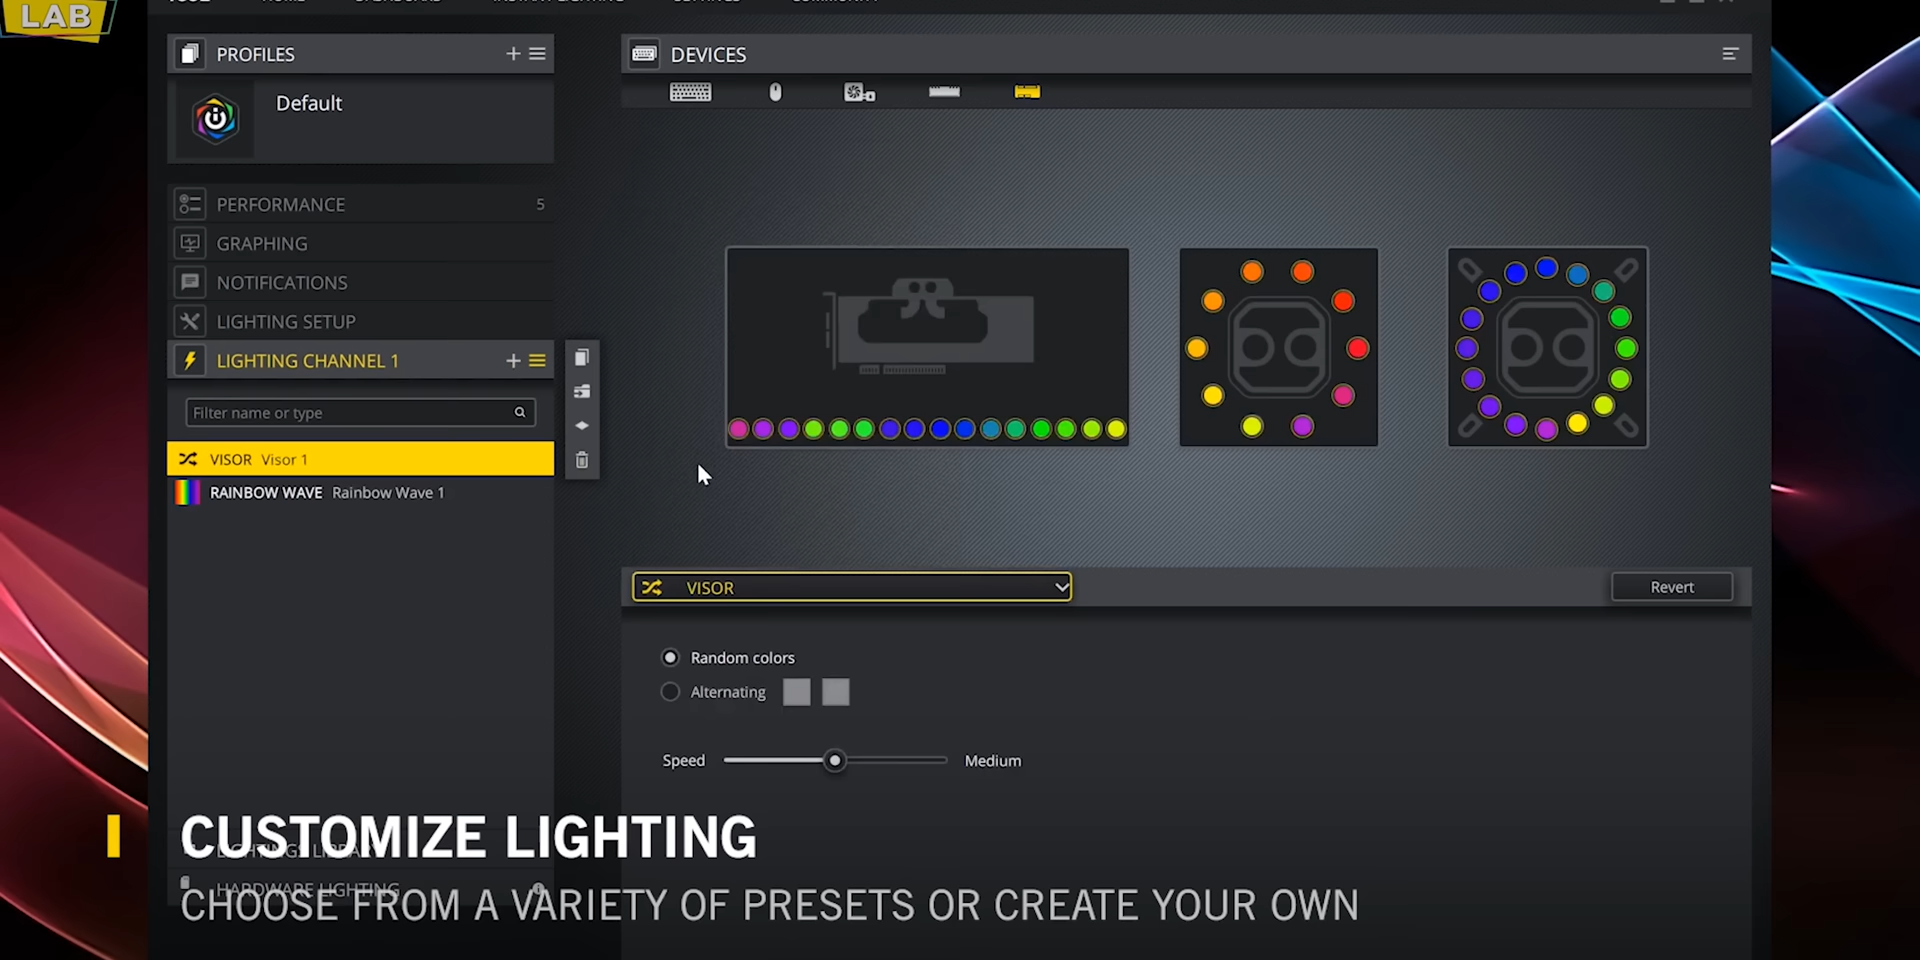 LAB
PROFILES
Default
PERFORMANCE 5
GRAPHING
NOTIFICATIONS
LIGHTING SETUP
LIGHTING CHANNEL 1
Filter name or type
VISOR Visor 1
RAINBOW WAVE Rainbow Wave 1
DEVICES
VISOR
Revert
Random colors
Alternating
Speed Medium
CUSTOMIZE LIGHTING
HARDWARE LIGHTING
CHOOSE FROM A VARIETY OF PRESETS OR CREATE YOUR OWN